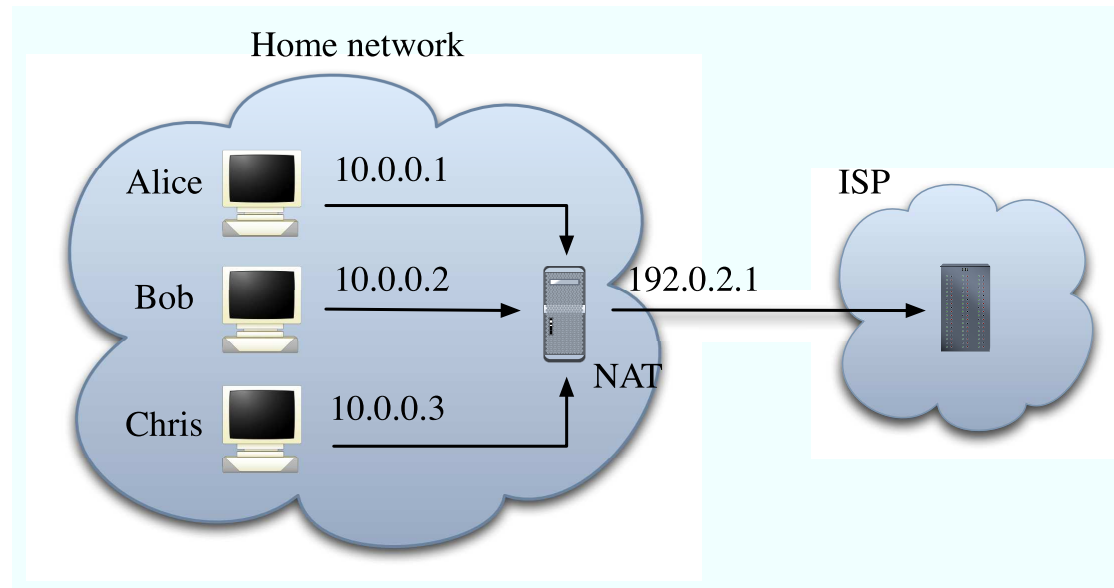 Home network
Alice
10.0.0.1
Bob
10.0.0.2
Chris
10.0.0.3
NAT
192.0.2.1
ISP